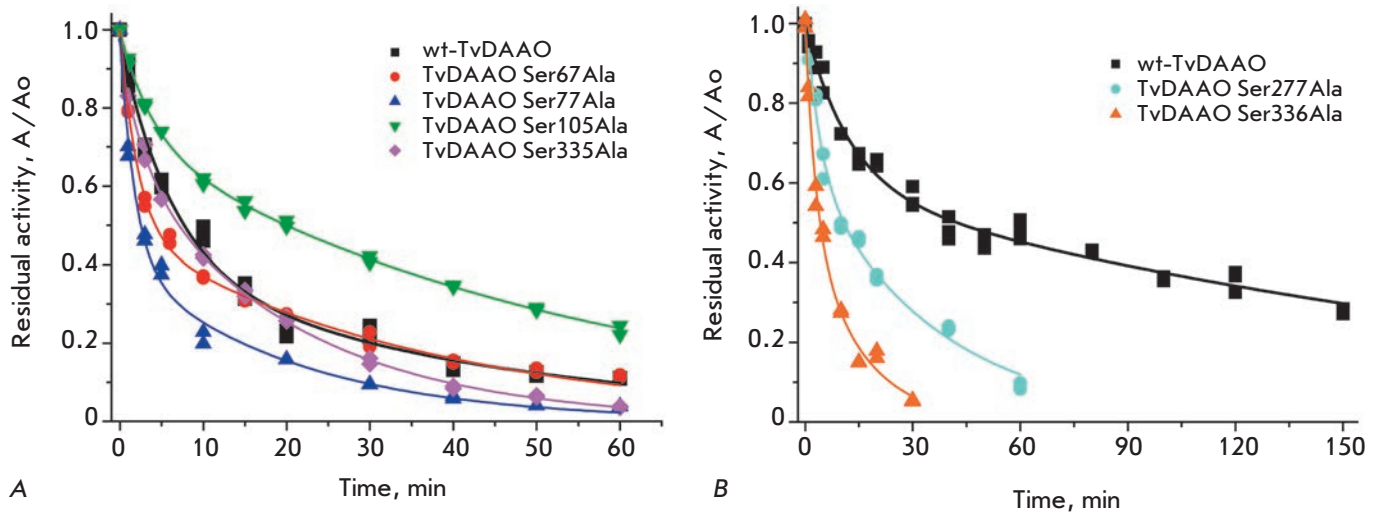 Residual activity, A/Ao
1.0
0.8
0.6
0.4
0.2
0
wt-TvDAAO
TvDAAO Ser67Ala
TvDAAO Ser77Ala
TvDAAO Ser105Ala
TvDAAO Ser335Ala
0 10 20 30 40 50 60
Time, min
A
Residual activity, A/Ao
1.0
0.8
0.6
0.4
0.2
0
wt-TvDAAO
TvDAAO Ser277Ala
TvDAAO Ser336Ala
0 30 60 90 120 150
Time, min
B